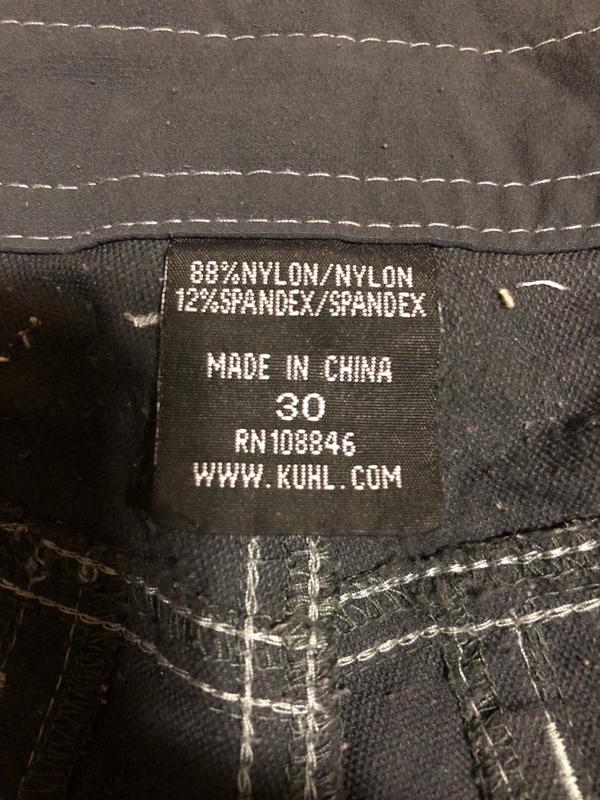 88%NYLON/NYLON
12%SPANDEX/SPANDEX
MADE IN CHINA
30
RN108846
WWW.KUHL.COM